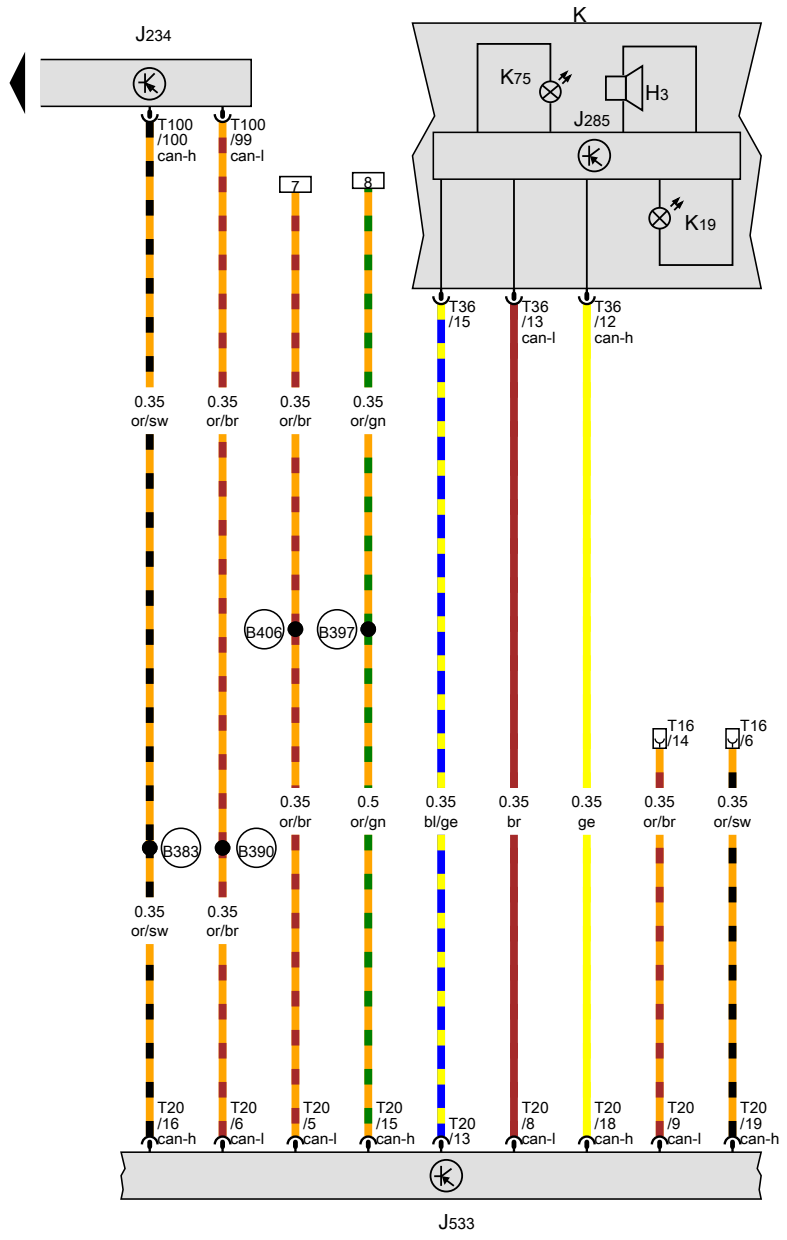 J234
K
K75
H3
J285
K19
T100
/100
can-h
T100
/99
can-l
7
8
T36
/15
T36
/13
can-l
T36
/12
can-h
0.35
or/sw
0.35
or/br
0.35
or/br
0.35
or/gn
B406
B397
T16
/14
T16
/6
0.35
or/br
0.5
or/gn
0.35
bl/ge
0.35
br
0.35
ge
0.35
or/br
0.35
or/sw
B383
B390
0.35
or/sw
0.35
or/br
T20
/16
can-h
T20
/6
can-l
T20
/5
can-l
T20
/15
can-h
T20
/13
T20
/8
can-l
T20
/18
can-h
T20
/9
can-l
T20
/19
can-h
J533